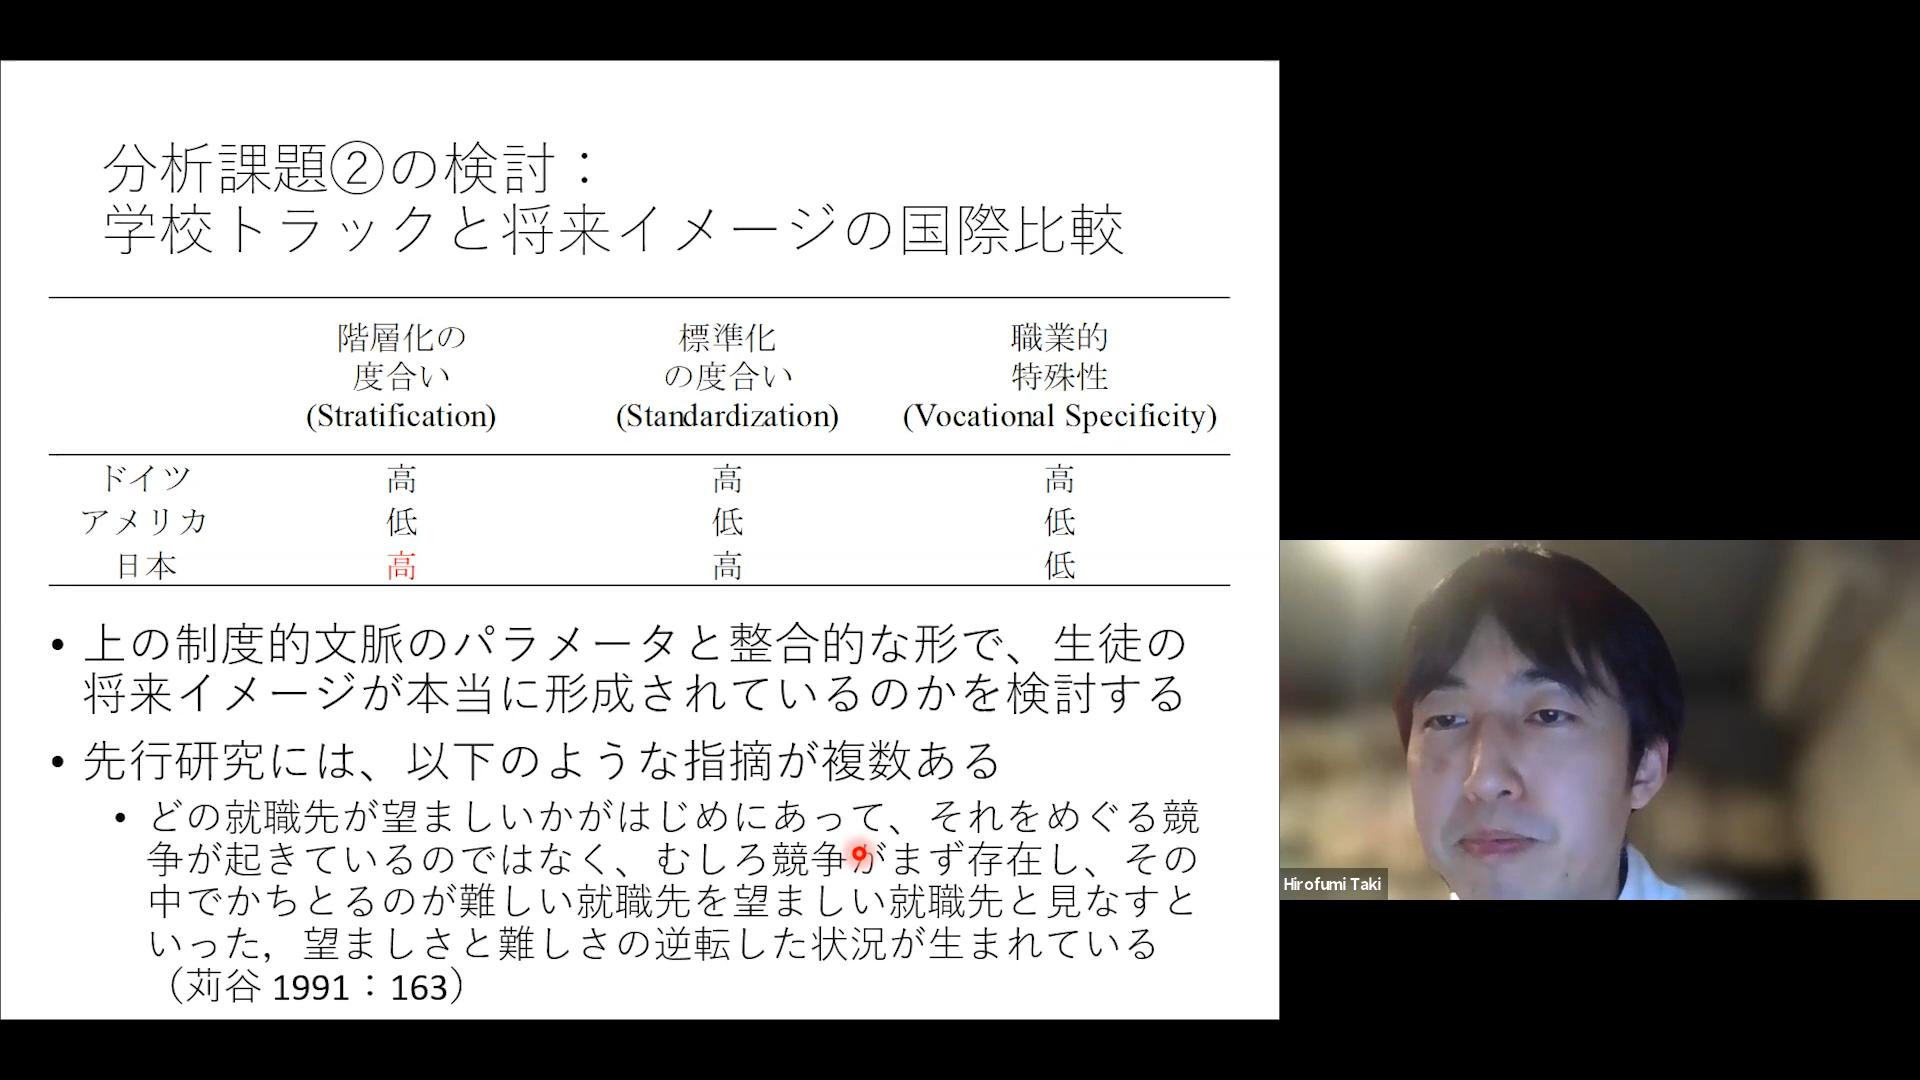 分析課題②の検討：
学校トラックと将来イメージの国際比較
階層化の
度合い
(Stratification)
標準化
の度合い
(Standardization)
職業的
特殊性
(Vocational Specificity)
ドイツ 高 高 高
アメリカ 低 低 低
日本 高 高 低
• 上の制度的文脈のパラメータと整合的な形で、生徒の
将来イメージが本当に形成されているのかを検討する
• 先行研究には、以下のような指摘が複数ある
• どの就職先が望ましいかがはじめにあって、それをめぐる競
争が起きているのではなく、むしろ競争がまず存在し、その
中でかちとるのが難しい就職先を望ましい就職先と見なすと
いった，望ましさと難しさの逆転した状況が生まれている
（苅谷 1991：163）
Hirofumi Taki